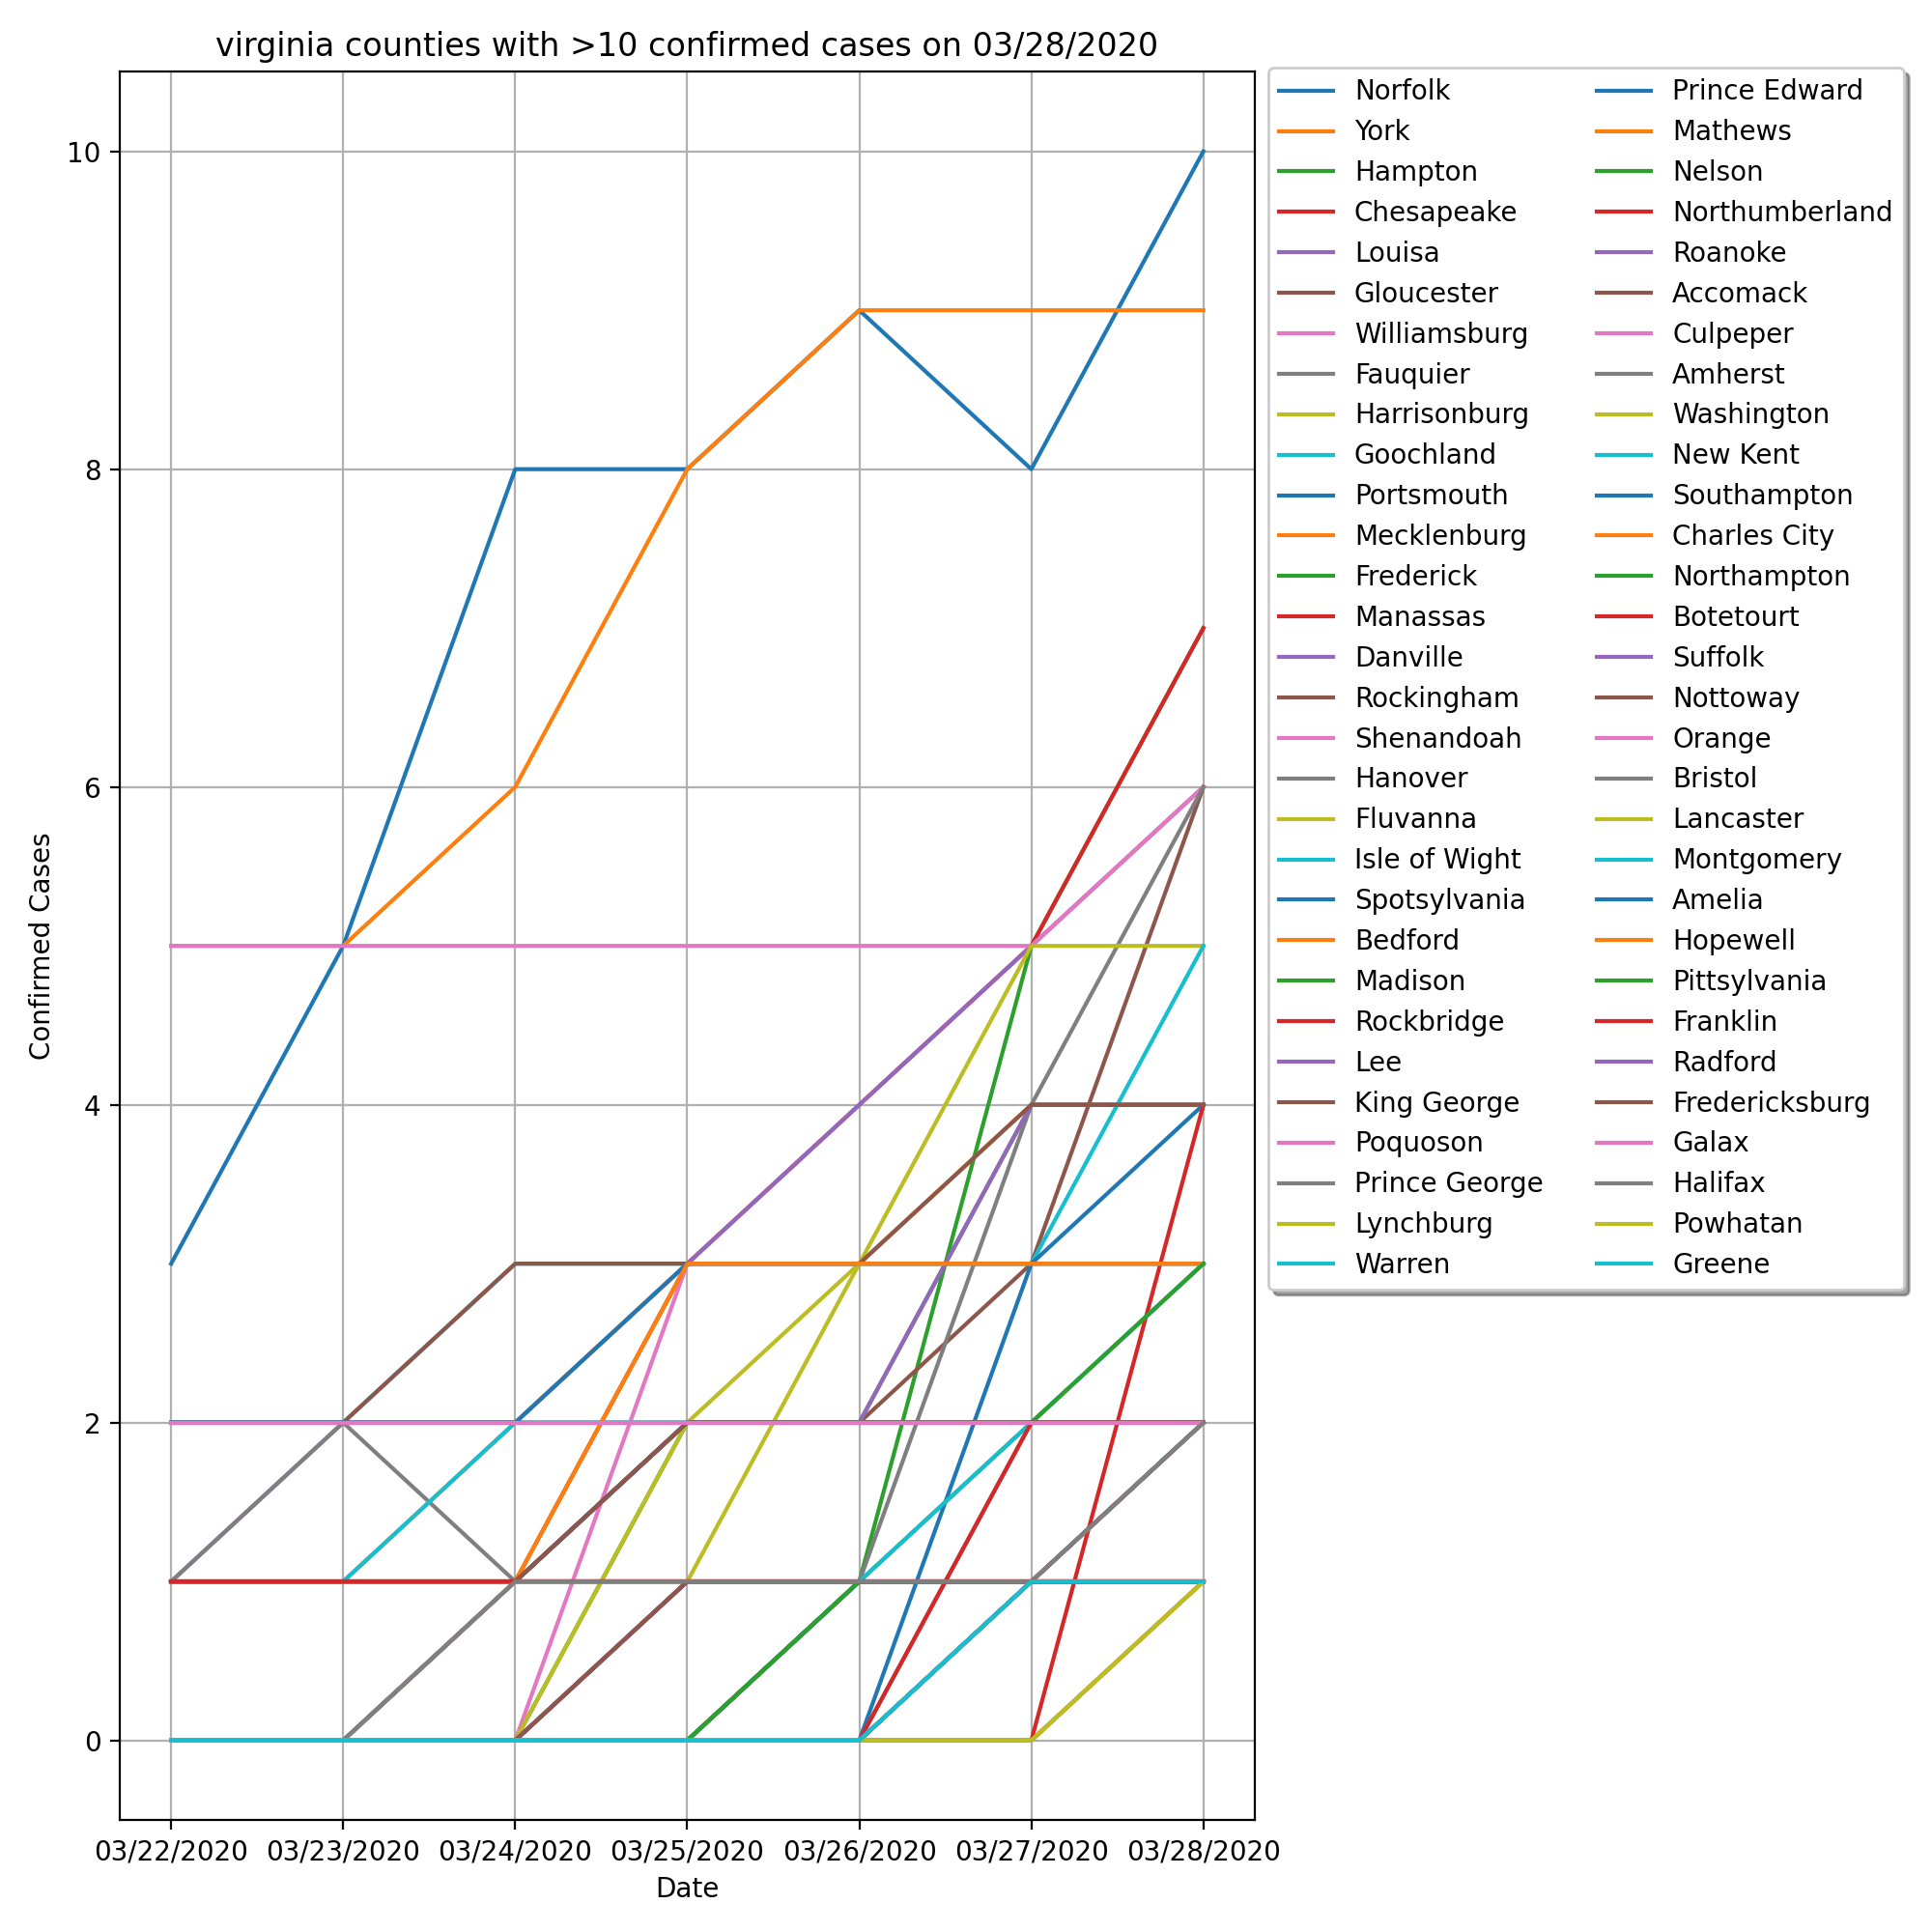 virginia counties with >10 confirmed cases on 03/28/2020
10
8
6
4
2
0
Confirmed Cases
03/22/2020 03/23/2020 03/24/2020 03/25/2020 03/26/2020 03/27/2020 03/28/2020
Date
Norfolk
York
Hampton
Chesapeake
Louisa
Gloucester
Williamsburg
Fauquier
Harrisonburg
Goochland
Portsmouth
Mecklenburg
Frederick
Manassas
Danville
Rockingham
Shenandoah
Hanover
Fluvanna
Isle of Wight
Spotsylvania
Bedford
Madison
Rockbridge
Lee
King George
Poquoson
Prince George
Lynchburg
Warren
Prince Edward
Mathews
Nelson
Northumberland
Roanoke
Accomack
Culpeper
Amherst
Washington
New Kent
Southampton
Charles City
Northampton
Botetourt
Suffolk
Nottoway
Orange
Bristol
Lancaster
Montgomery
Amelia
Hopewell
Pittsylvania
Franklin
Radford
Fredericksburg
Galax
Halifax
Powhatan
Greene